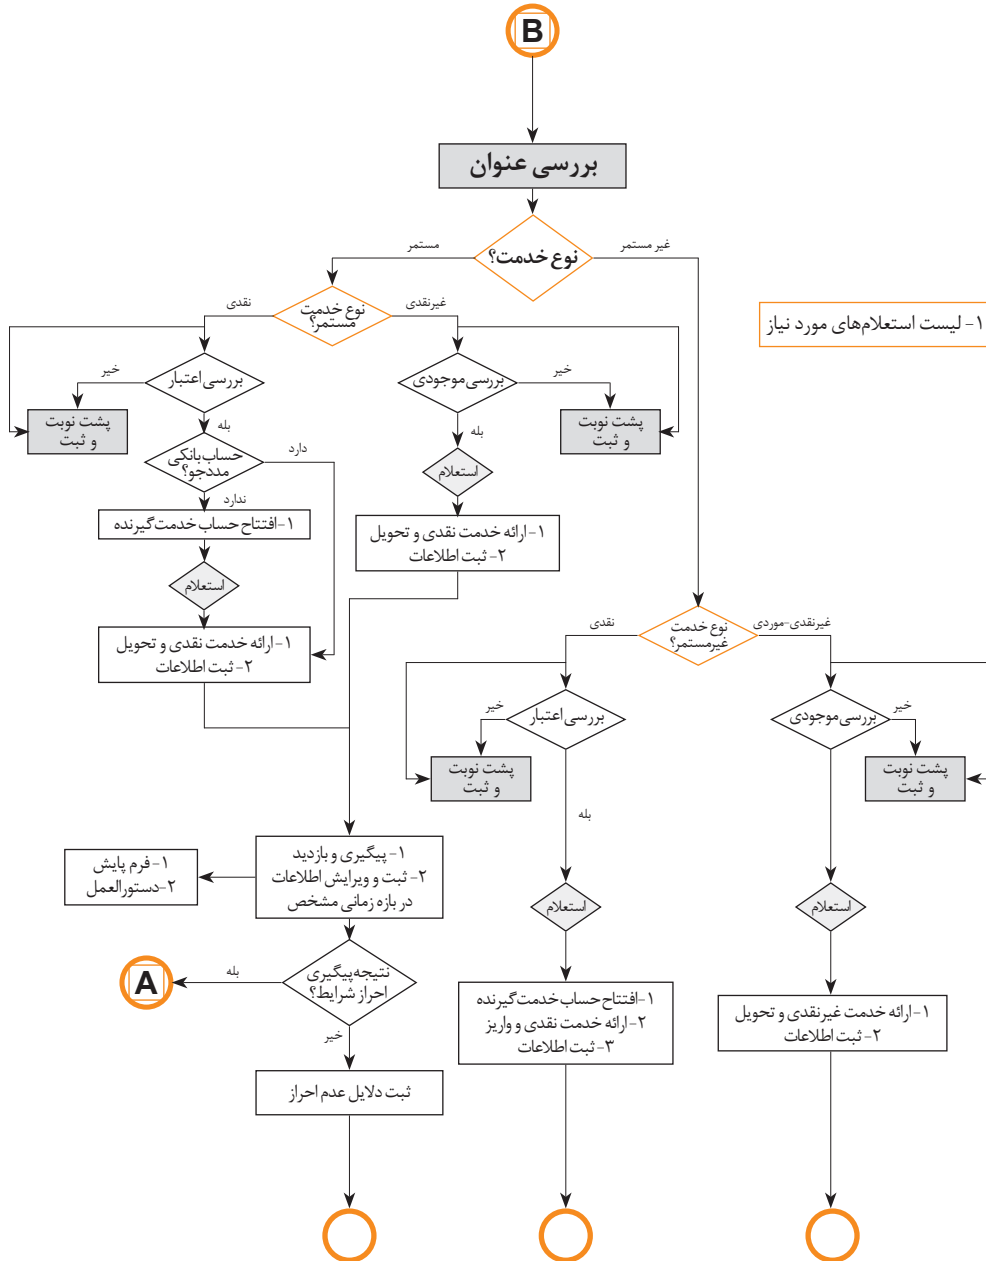 B
بررسی عنوان
نوع خدمت؟
مستمر
غیر مستمر
نوع خدمت
مستمر؟
نقدی
غیرنقدی
۱- لیست استعلام‌های مورد نیاز
بررسی اعتبار
خیر
پشت نوبت
و ثبت
بله
بررسی موجودی
خیر
پشت نوبت
و ثبت
بله
حساب بانکی
مددجو؟
دارد
ندارد
استعلام
۱- افتتاح حساب خدمت گیرنده
استعلام
۱- ارائه خدمت نقدی و تحویل
۲- ثبت اطلاعات
۱- ارائه خدمت نقدی و تحویل
۲- ثبت اطلاعات
نوع خدمت
غیرمستمر؟
نقدی
غیرنقدی-موردی
بررسی اعتبار
خیر
پشت نوبت
و ثبت
بله
بررسی موجودی
خیر
پشت نوبت
و ثبت
۱- پیگیری و بازدید
۲- ثبت و ویرایش اطلاعات
در بازه زمانی مشخص
۱- فرم پایش
۲-دستورالعمل
استعلام
استعلام
نتیجه پیگیری
احراز شرایط؟
بله
A
خیر
۱-افتتاح حساب خدمت گیرنده
۲- ارائه خدمت نقدی و واریز
۳- ثبت اطلاعات
۱- ارائه خدمت غیرنقدی و تحویل
۲- ثبت اطلاعات
ثبت دلایل عدم احراز